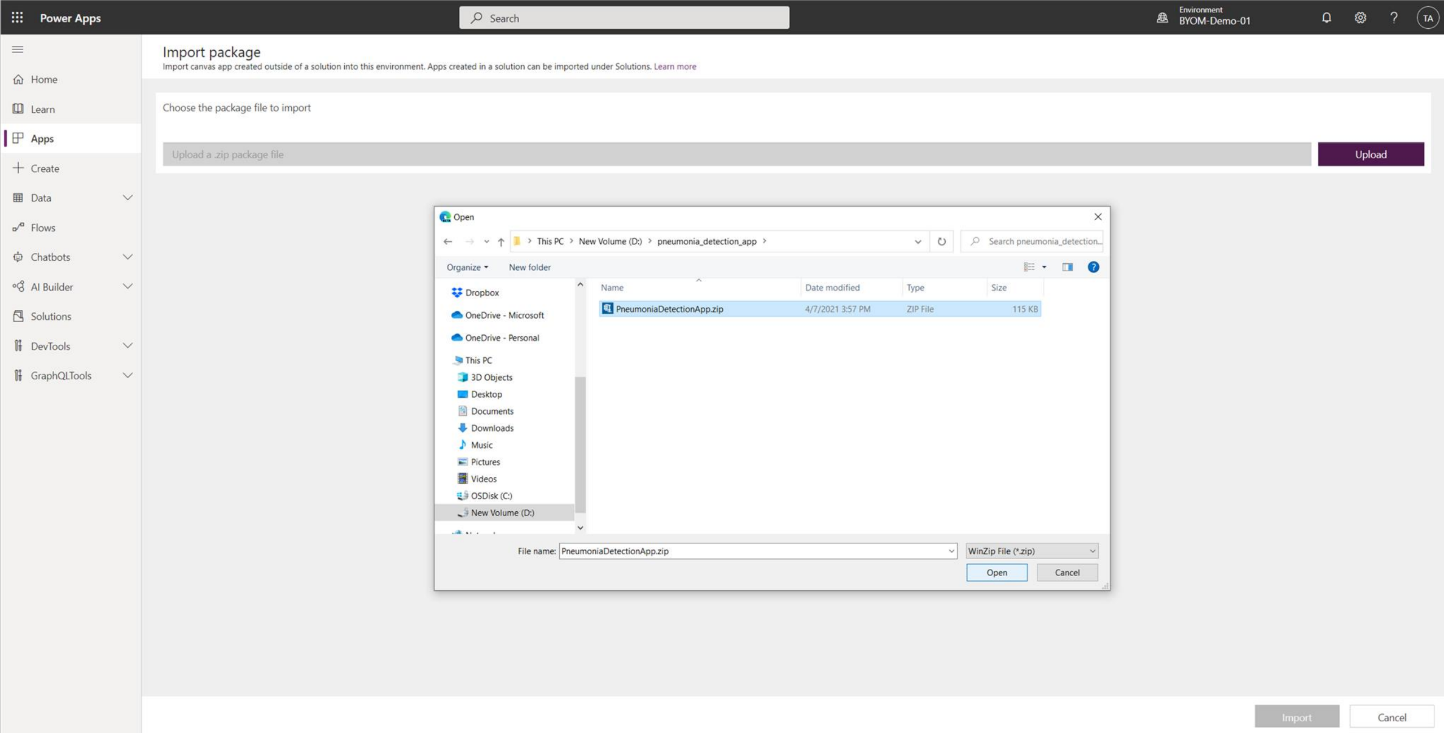 Power Apps
Search
Environment
BYOM-Demo-01
?
TA
Home
Learn
Apps
Create
Data
Flows
Chatbots
AI Builder
Solutions
DevTools
GraphQLTools
Import package
Import canvas app created outside of a solution into this environment. Apps created in a solution can be imported under Solutions. Learn more
Choose the package file to import
Upload a .zip package file
Upload
Open
This PC > New Volume (D:) > pneumonia_detection_app >
Search pneumonia_detection...
Organize
New folder
?
Name
Date modified
Type
Size
PneumoniaDetectionApp.zip
4/7/2021 3:57 PM
ZIP File
115 KB
Dropbox
OneDrive - Microsoft
OneDrive - Personal
This PC
3D Objects
Desktop
Documents
Downloads
Music
Pictures
Videos
OSDisk (C:)
New Volume (D:)
File name:
PneumoniaDetectionApp.zip
WinZip File (*.zip)
Open
Cancel
Import
Cancel